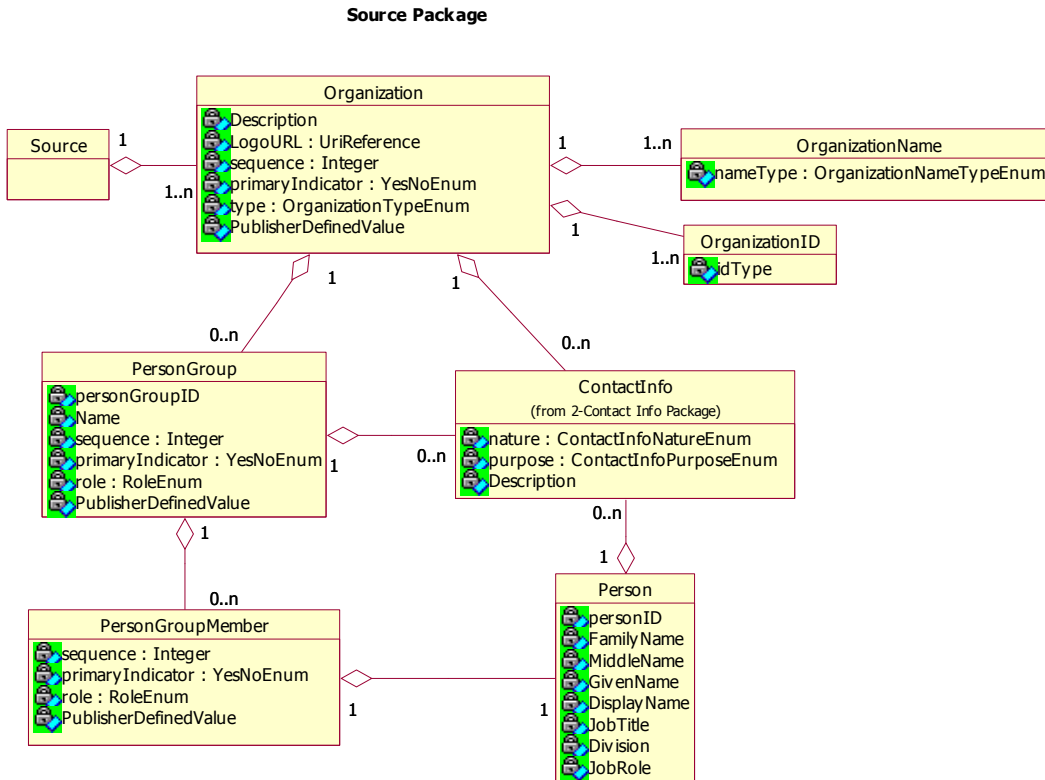 Source Package
Organization
Description
LogoURL : UriReference
sequence : Integer
primaryIndicator : YesNoEnum
type : OrganizationTypeEnum
PublisherDefinedValue
Source
1
1..n
1
1..n
OrganizationName
nameType : OrganizationNameTypeEnum
1
1..n
OrganizationID
idType
1
0..n
1
0..n
PersonGroup
personGroupID
Name
sequence : Integer
primaryIndicator : YesNoEnum
role : RoleEnum
PublisherDefinedValue
1
0..n
ContactInfo
(from 2-Contact Info Package)
nature : ContactInfoNatureEnum
purpose : ContactInfoPurposeEnum
Description
1
0..n
0..n
1
PersonGroupMember
sequence : Integer
primaryIndicator : YesNoEnum
role : RoleEnum
PublisherDefinedValue
1
1
Person
personID
FamilyName
MiddleName
GivenName
DisplayName
JobTitle
Division
JobRole